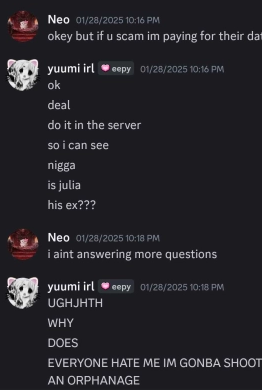 Neo 01/28/2025 10:16 PM
okey but if u scam im paying for their dat
yuumi irl eepy 01/28/2025 10:16 PM
ok
deal
do it in the server
so i can see
nigga
is julia
his ex???
Neo 01/28/2025 10:18 PM
i aint answering more questions
yuumi irl eepy 01/28/2025 10:18 PM
UGHJHTH
WHY
DOES
EVERYONE HATE ME IM GONBA SHOOT
AN ORPHANAGE